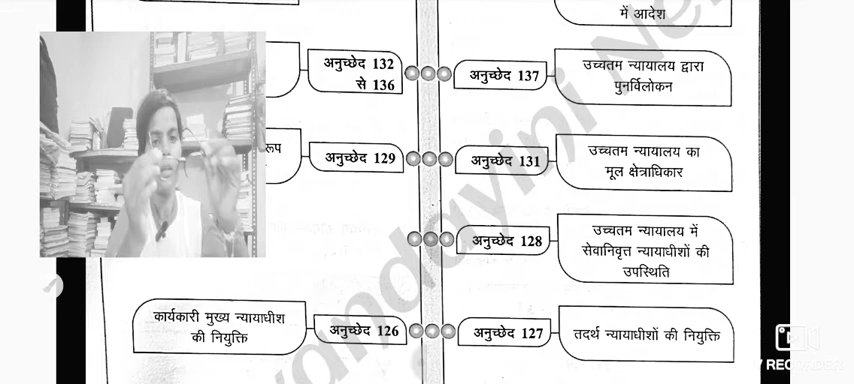 में आदेश
अनुच्छेद 132
से 136
अनुच्छेद 137
उच्चतम न्यायालय द्वारा
पुनर्विलोकन
रूप
अनुच्छेद 129
अनुच्छेद 131
उच्चतम न्यायालय का
मूल क्षेत्राधिकार
अनुच्छेद 128
उच्चतम न्यायालय में
सेवानिवृत्त न्यायाधीशों की
उपस्थिति
कार्यकारी मुख्य न्यायाधीश
की नियुक्ति
अनुच्छेद 126
अनुच्छेद 127
तदर्थ न्यायाधीशों की नियुक्ति